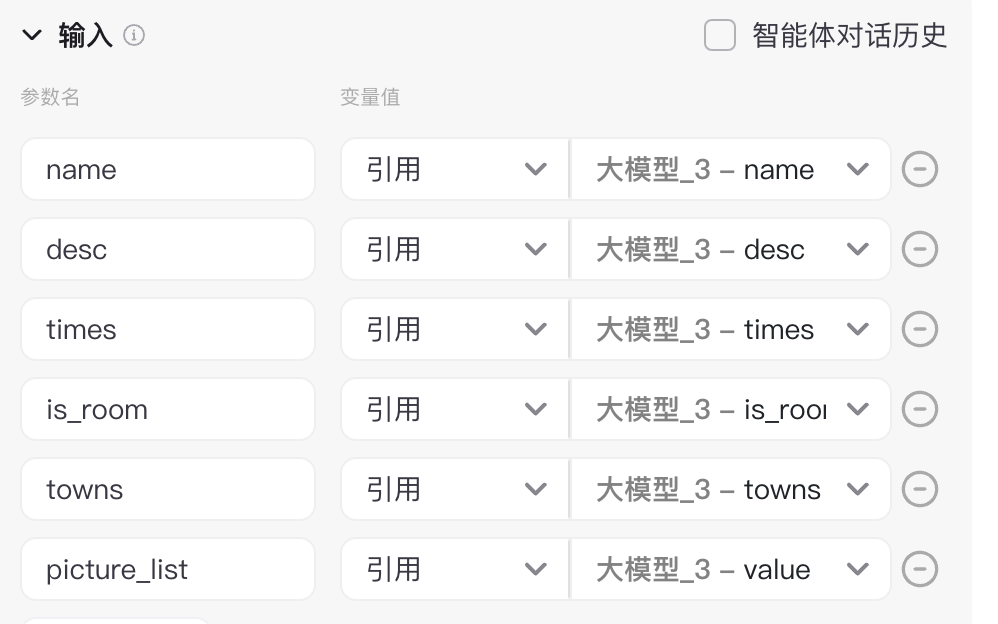 输入 智能体对话历史
参数名 变量值
name 引用 大模型_3 – name
desc 引用 大模型_3 – desc
times 引用 大模型_3 – times
is_room 引用 大模型_3 – is_roo
towns 引用 大模型_3 – towns
picture_list 引用 大模型_3 – value